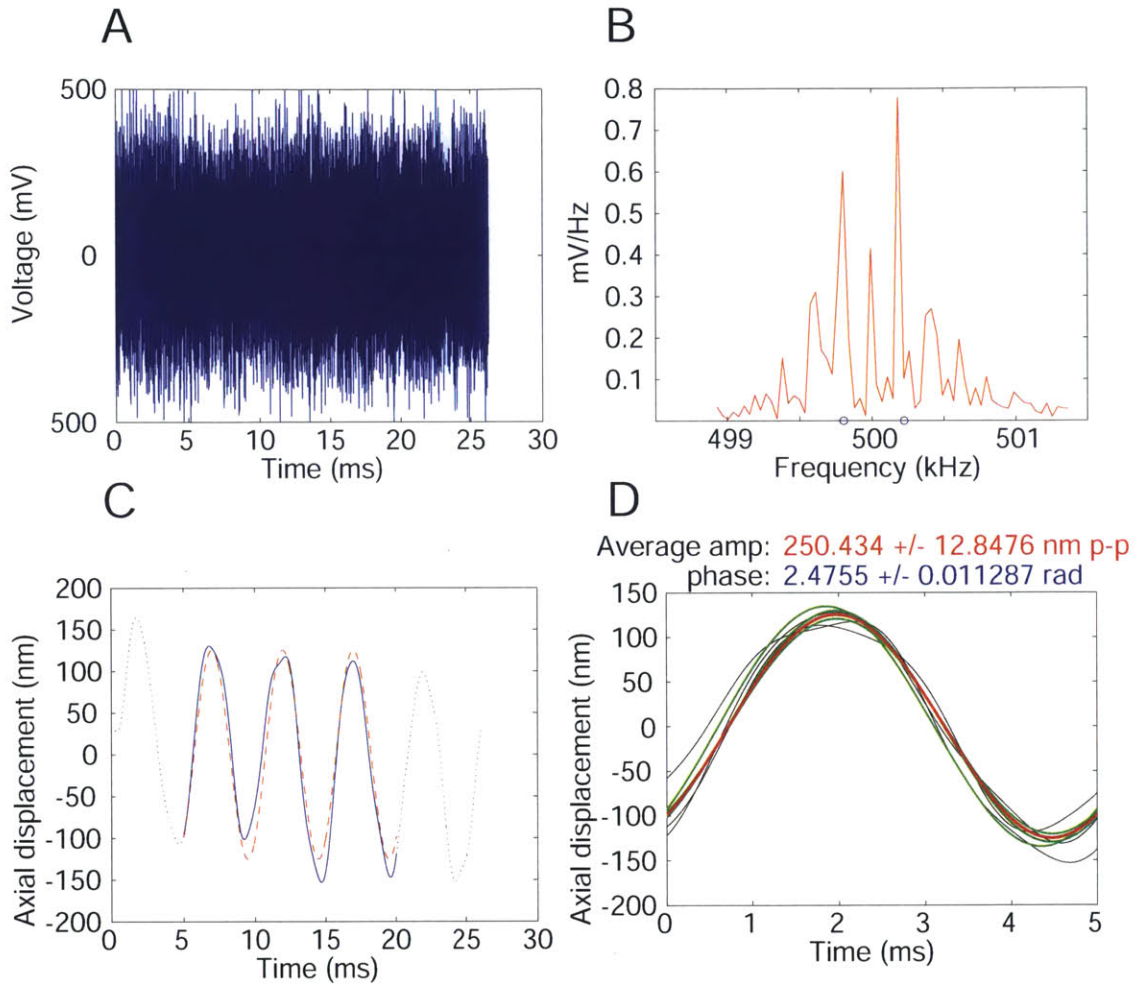 A
Voltage (mV)
500
0
500
0 5 10 15 20 25 30
Time (ms)
B
mV/Hz
0.8
0.7
0.6
0.5
0.4
0.3
0.2
0.1
499 500 501
Frequency (kHz)
C
Axial displacement (nm)
200
150
100
50
0
-50
-100
-150
-200
0 5 10 15 20 25 30
Time (ms)
D
Average amp: 250.434 +/- 12.8476 nm p-p
phase: 2.4755 +/- 0.011287 rad
Axial displacement (nm)
150
100
50
0
-50
-100
-150
-200
0 1 2 3 4 5
Time (ms)